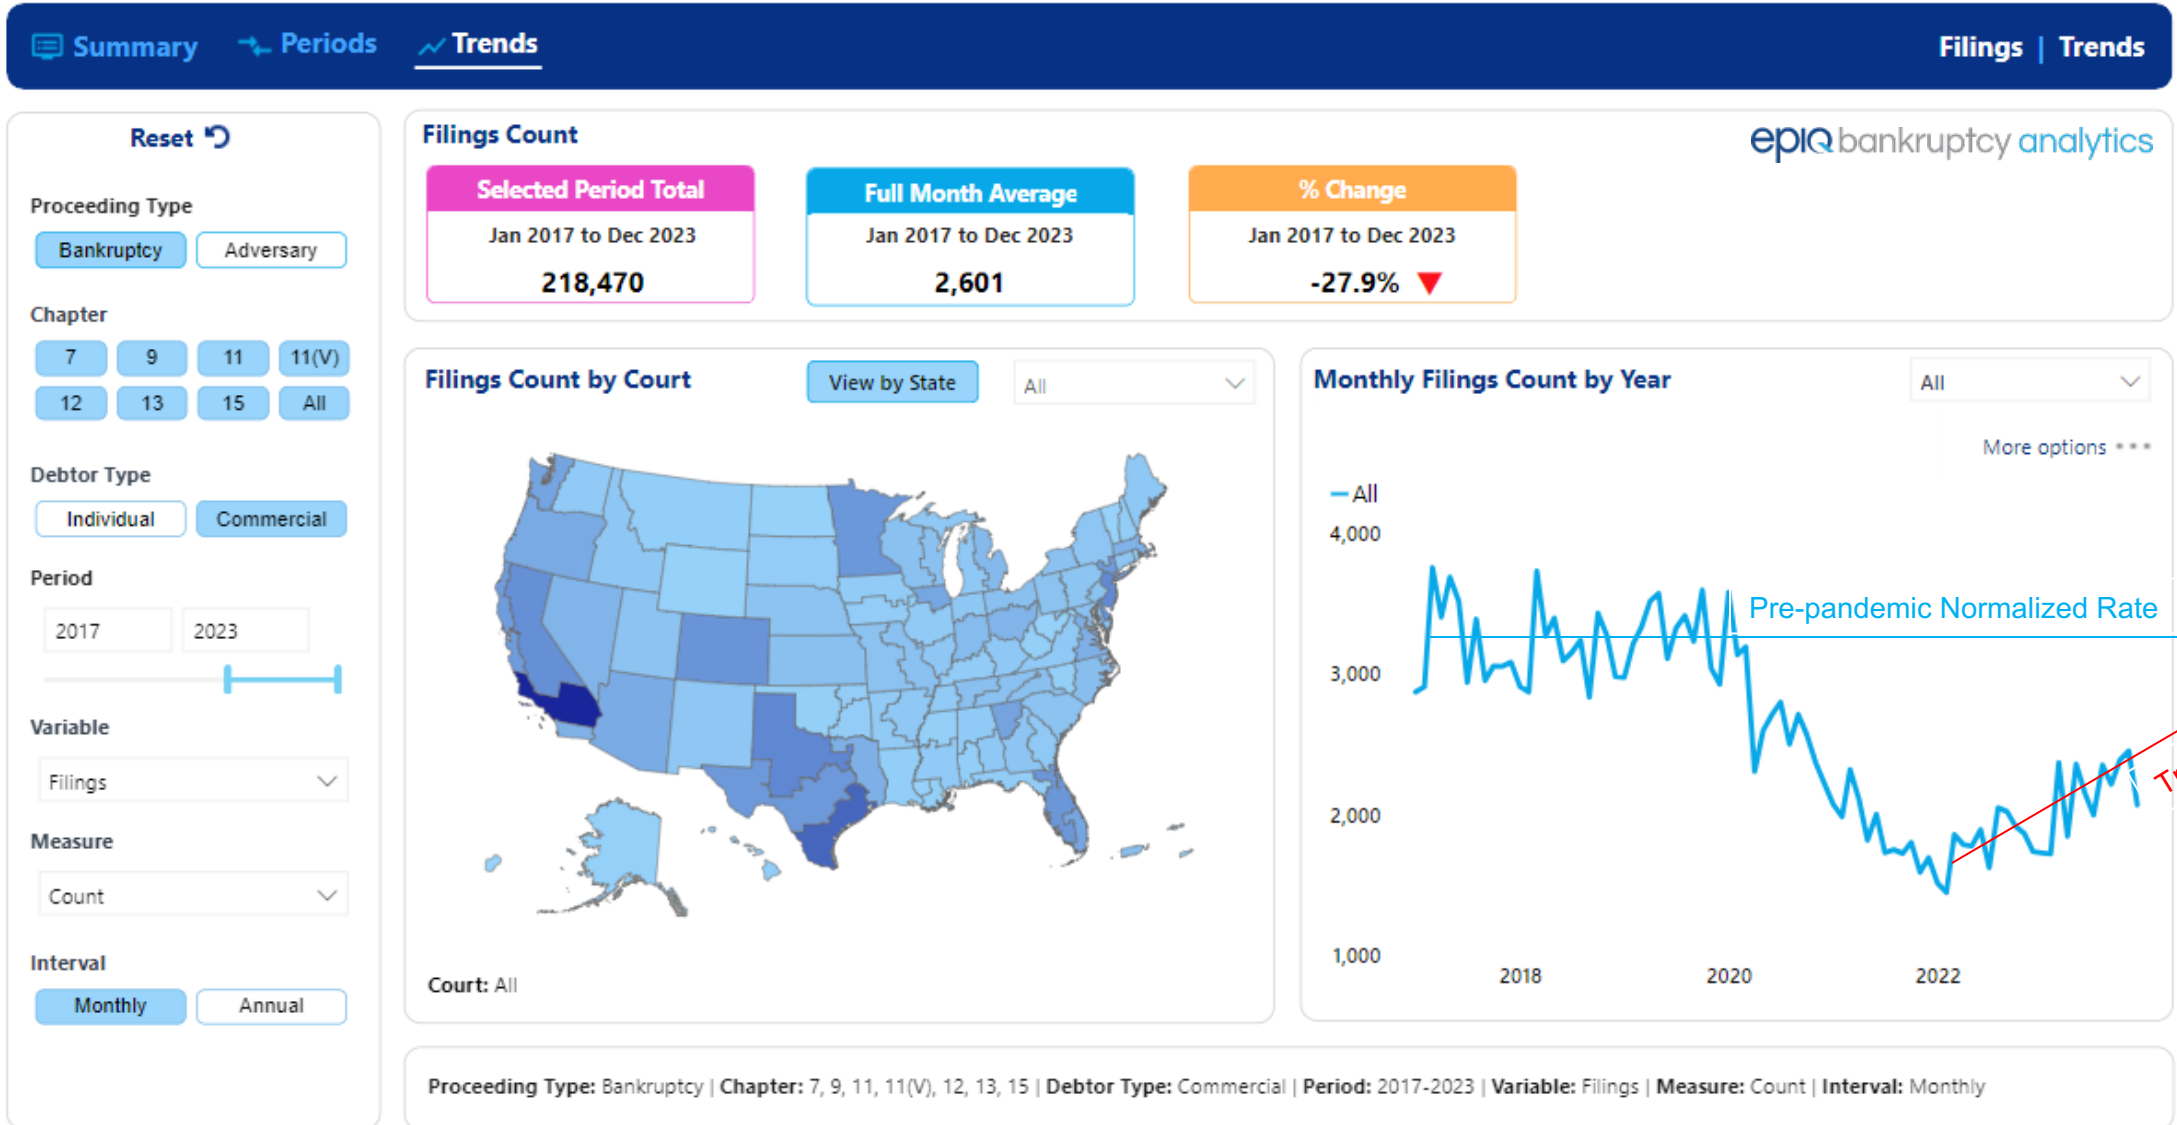 Summary
Periods
Trends
Filings | Trends
Reset
Proceeding Type
Bankruptcy
Adversary
Chapter
7
9
11
11(V)
12
13
15
All
Debtor Type
Individual
Commercial
Period
2017
2023
Variable
Filings
Measure
Count
Interval
Monthly
Annual
Filings Count
epiq bankruptcy analytics
Selected Period Total
Jan 2017 to Dec 2023
218,470
Full Month Average
Jan 2017 to Dec 2023
2,601
% Change
Jan 2017 to Dec 2023
-27.9%
Filings Count by Court
View by State
All
Court: All
Monthly Filings Count by Year
All
More options
All
4,000
3,000
2,000
1,000
Pre-pandemic Normalized Rate
2018
2020
2022
Proceeding Type: Bankruptcy | Chapter: 7, 9, 11, 11(V), 12, 13, 15 | Debtor Type: Commercial | Period: 2017-2023 | Variable: Filings | Measure: Count | Interval: Monthly